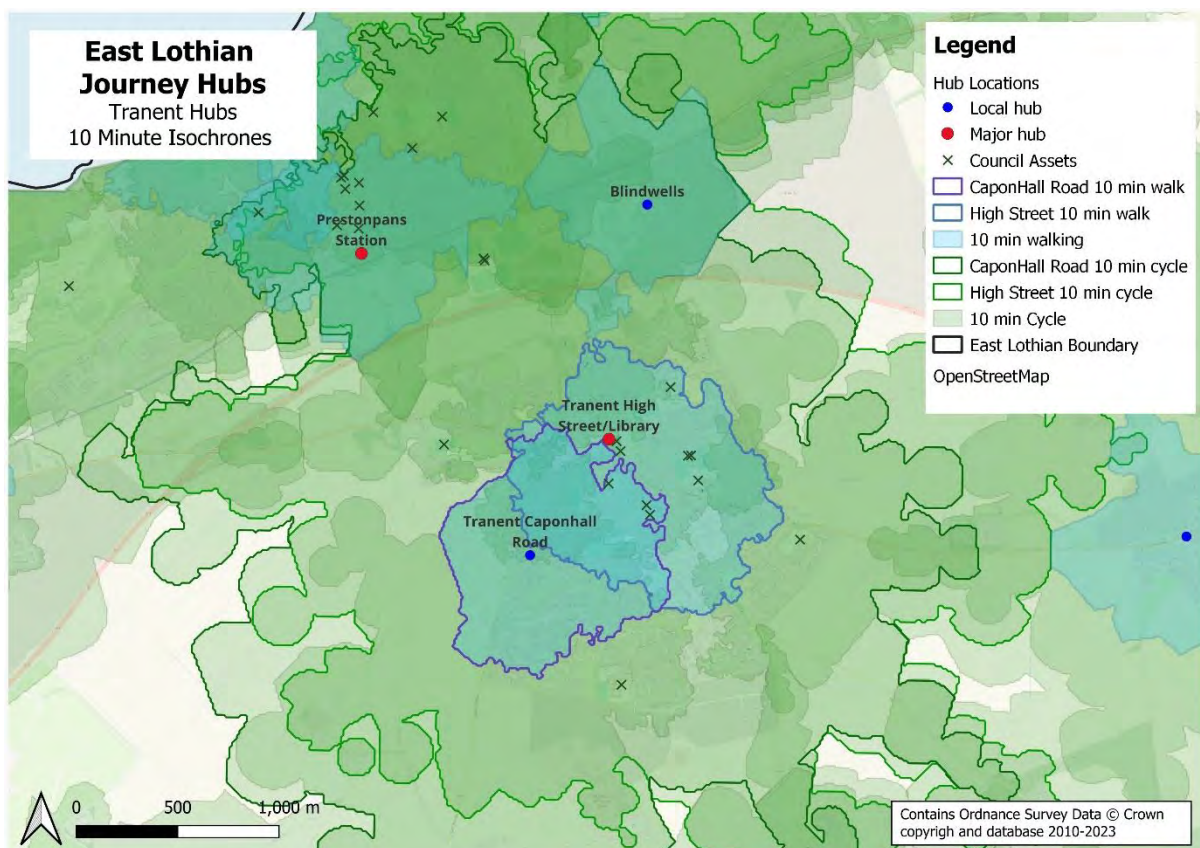 East Lothian
Journey Hubs
Tranent Hubs
10 Minute Isochrones
Legend
Hub Locations
Local hub
Major hub
Council Assets
CaponHall Road 10 min walk
High Street 10 min walk
10 min walking
CaponHall Road 10 min cycle
High Street 10 min cycle
10 min Cycle
East Lothian Boundary
OpenStreetMap
Blindwells
Prestonpans
Station
Tranent High
Street/Library
Tranent Caponhall
Road
0 500 1,000 m
Contains Ordnance Survey Data © Crown
copyrigh and database 2010-2023